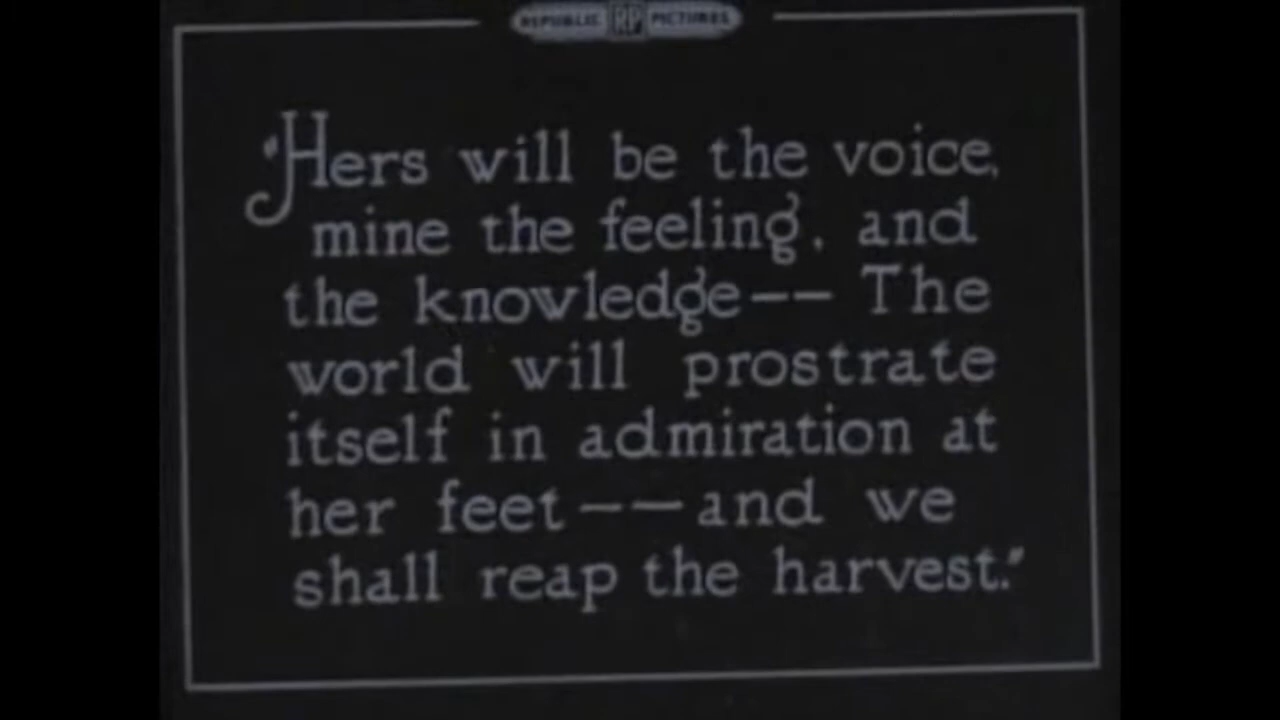 REPUBLIC RP PICTURES
"Hers will be the voice,
mine the feeling, and
the knowledge—— The
world will prostrate
itself in admiration at
her feet——and we
shall reap the harvest."